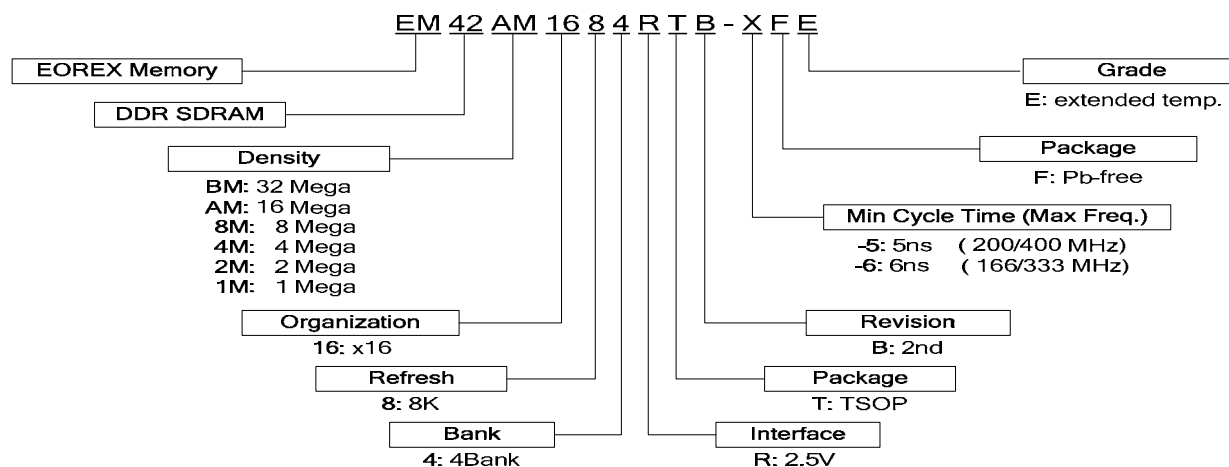 EM 42 AM 16 8 4 R T B - X F E
EOREX Memory
DDR SDRAM
Density
BM: 32 Mega
AM: 16 Mega
8M: 8 Mega
4M: 4 Mega
2M: 2 Mega
1M: 1 Mega
Organization
16: x16
Refresh
8: 8K
Bank
4: 4Bank
Grade
E: extended temp.
Package
F: Pb-free
Min Cycle Time (Max Freq.)
-5: 5ns ( 200/400 MHz)
-6: 6ns ( 166/333 MHz)
Revision
B: 2nd
Package
T: TSOP
Interface
R: 2.5V